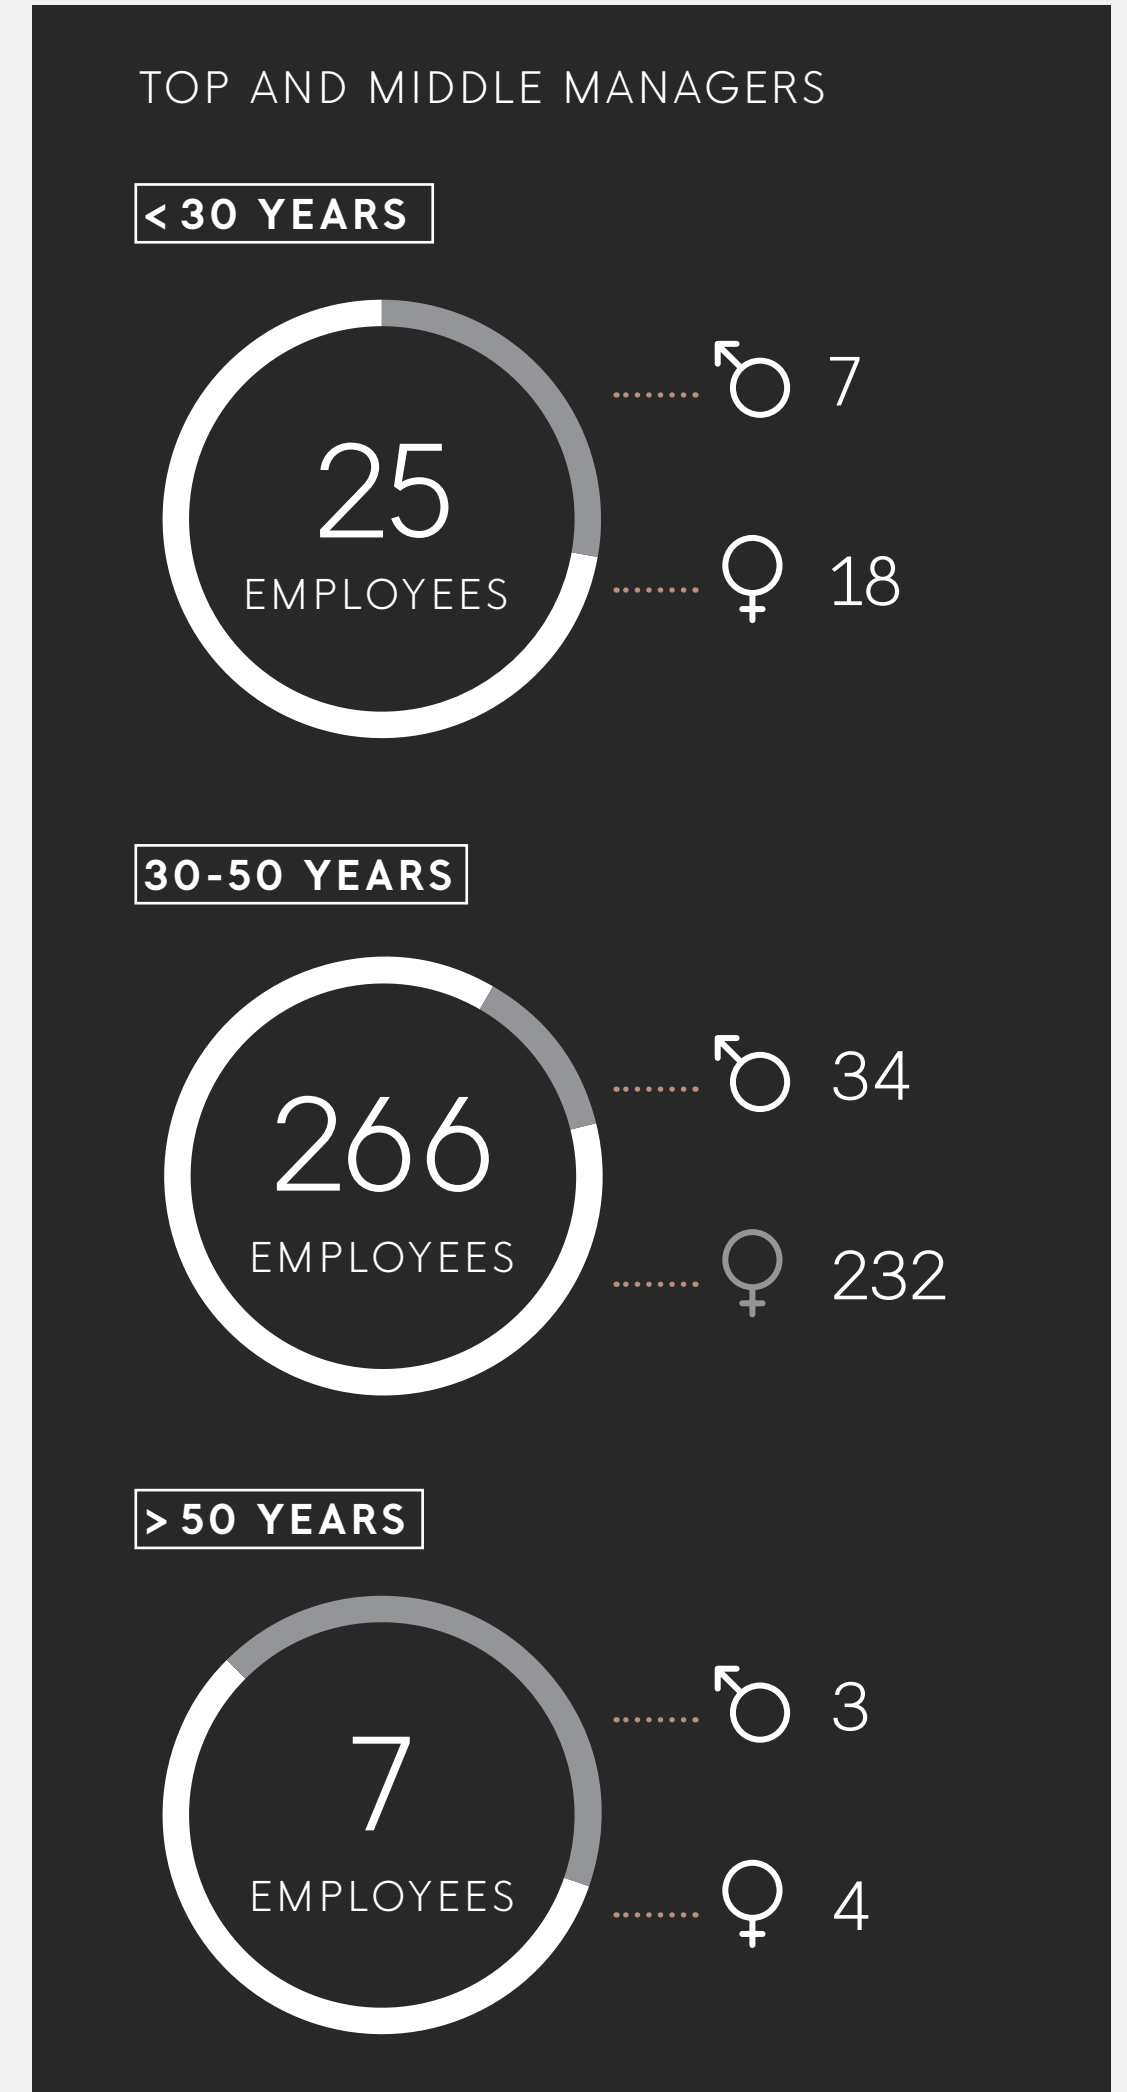 TOP AND MIDDLE MANAGERS
< 30 YEARS
25
EMPLOYEES
7
18
30-50 YEARS
266
EMPLOYEES
34
232
> 50 YEARS
7
EMPLOYEES
3
4